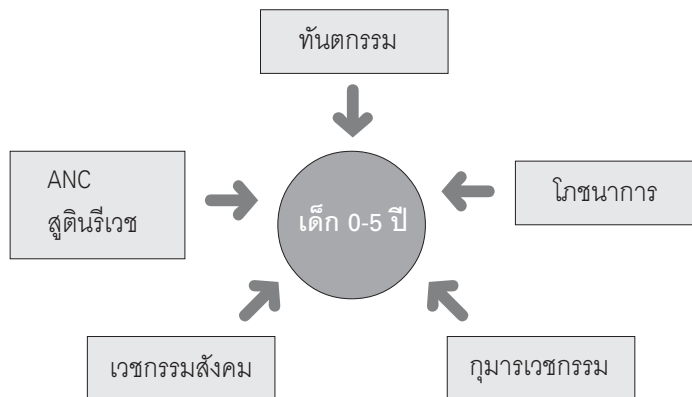 ทันตกรรม
ANC
สูตินรีเวช
เด็ก 0-5 ปี
โภชนาการ
เวชกรรมสังคม
กุมารเวชกรรม